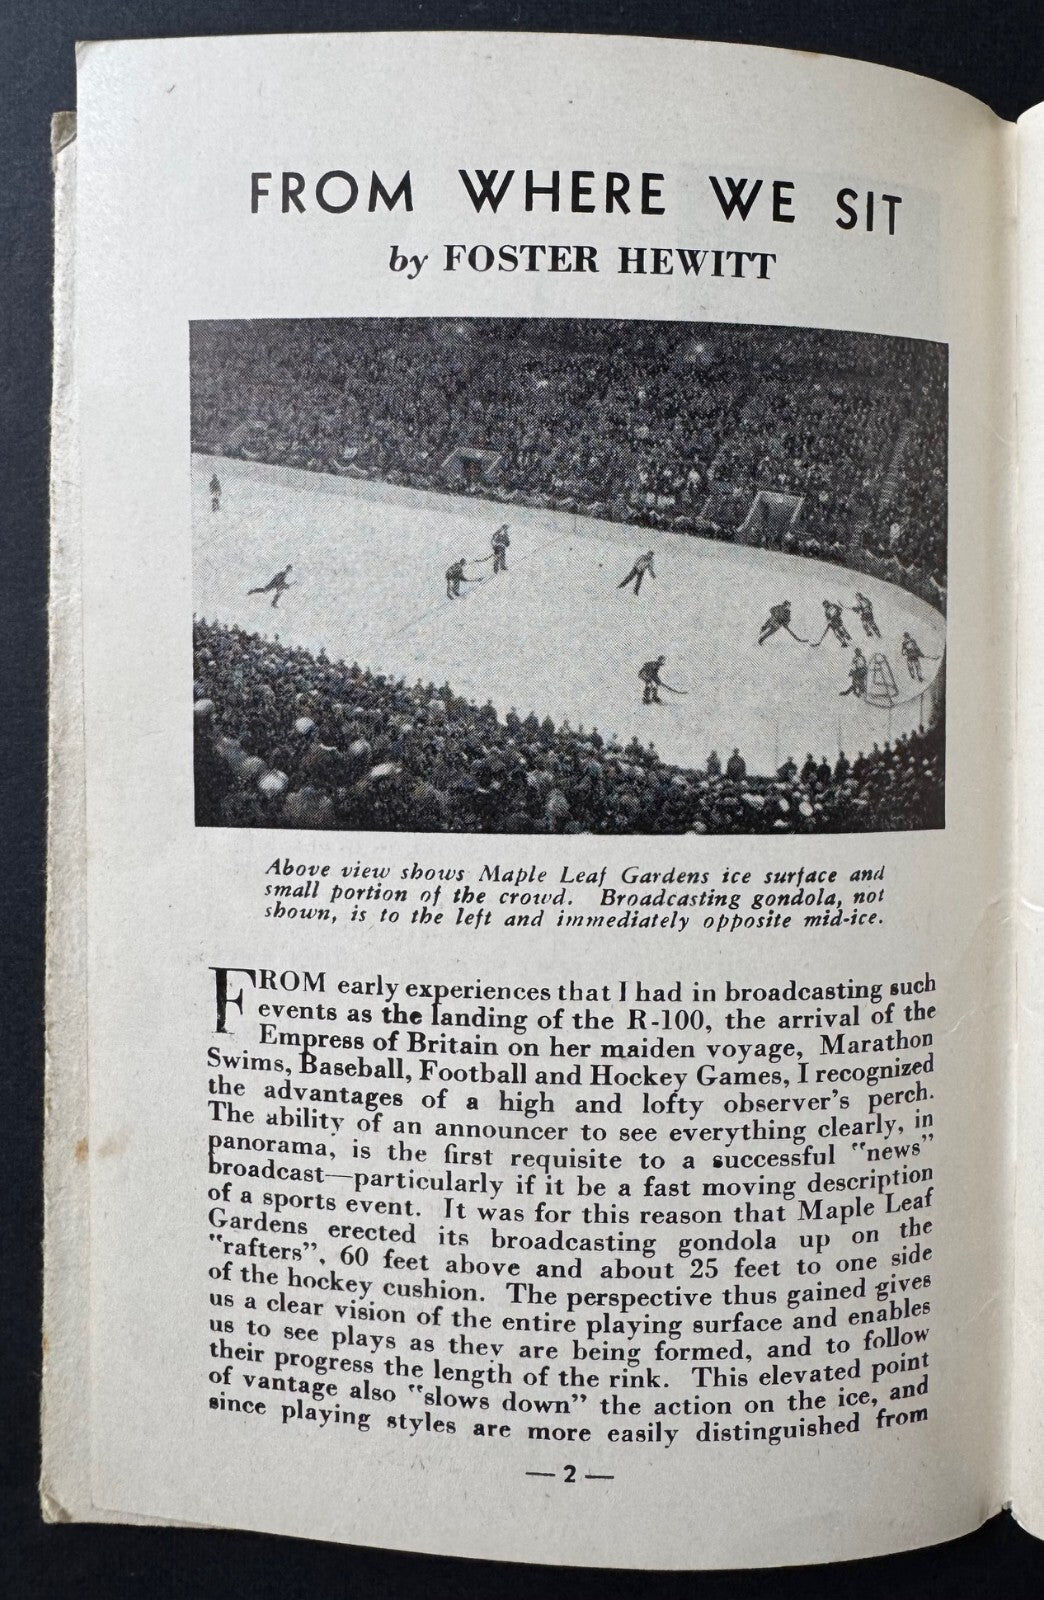 FROM WHERE WE SIT
by FOSTER HEWITT
Above view shows Maple Leaf Gardens ice surface and
small portion of the crowd. Broadcasting gondola, not
shown, is to the left and immediately opposite mid-ice.
FROM early experiences that I had in broadcasting such
events as the landing of the R-100, the arrival of the
Empress of Britain on her maiden voyage, Marathon
Swims, Baseball, Football and Hockey Games, I recognized
the advantages of a high and lofty observer's perch.
The ability of an announcer to see everything clearly, in
panorama, is the first requisite to a successful "news"
broadcast—particularly if it be a fast moving description
of a sports event. It was for this reason that Maple Leaf
Gardens erected its broadcasting gondola up on the
"rafters", 60 feet above and about 25 feet to one side
of the hockey cushion. The perspective thus gained gives
us a clear vision of the entire playing surface and enables
us to see plays as they are being formed, and to follow
their progress the length of the rink. This elevated point
of vantage also "slows down" the action on the ice, and
since playing styles are more easily distinguished from
— 2 —